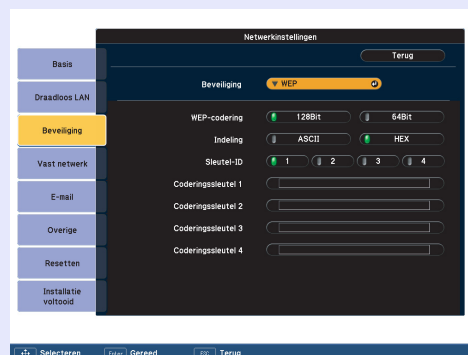 Netwerkinstellingen
Terug
Basis
Draadloos LAN
Beveiliging
Vast netwerk
E-mail
Overige
Resetten
Installatie
voltooid
Beveiliging WEP
WEP-codering 128Bit 64Bit
Indeling ASCII HEX
Sleutel-ID 1 2 3 4
Coderingssleutel 1
Coderingssleutel 2
Coderingssleutel 3
Coderingssleutel 4
Selecteren Enter Gereed ESC Terug